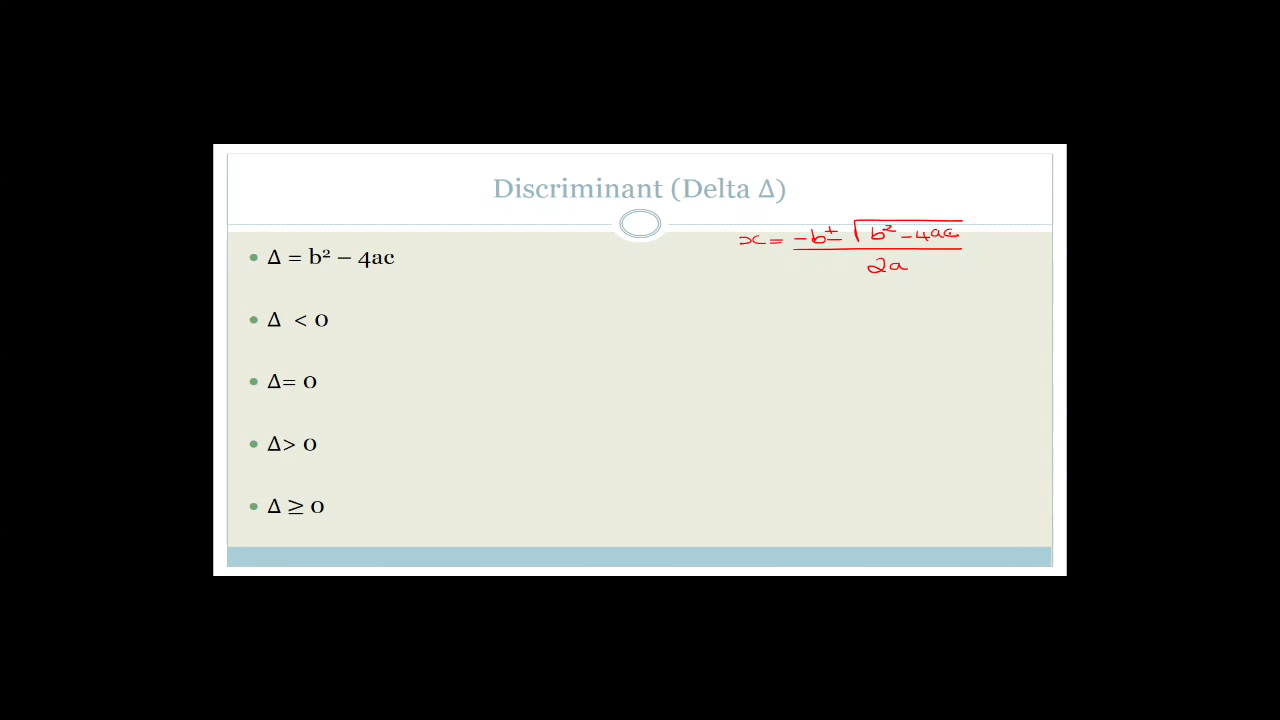 Discriminant (Delta Δ)
x = -b ± √b² - 4ac
2a
• Δ = b² – 4ac
• Δ < 0
• Δ= 0
• Δ> 0
• Δ ≥ 0